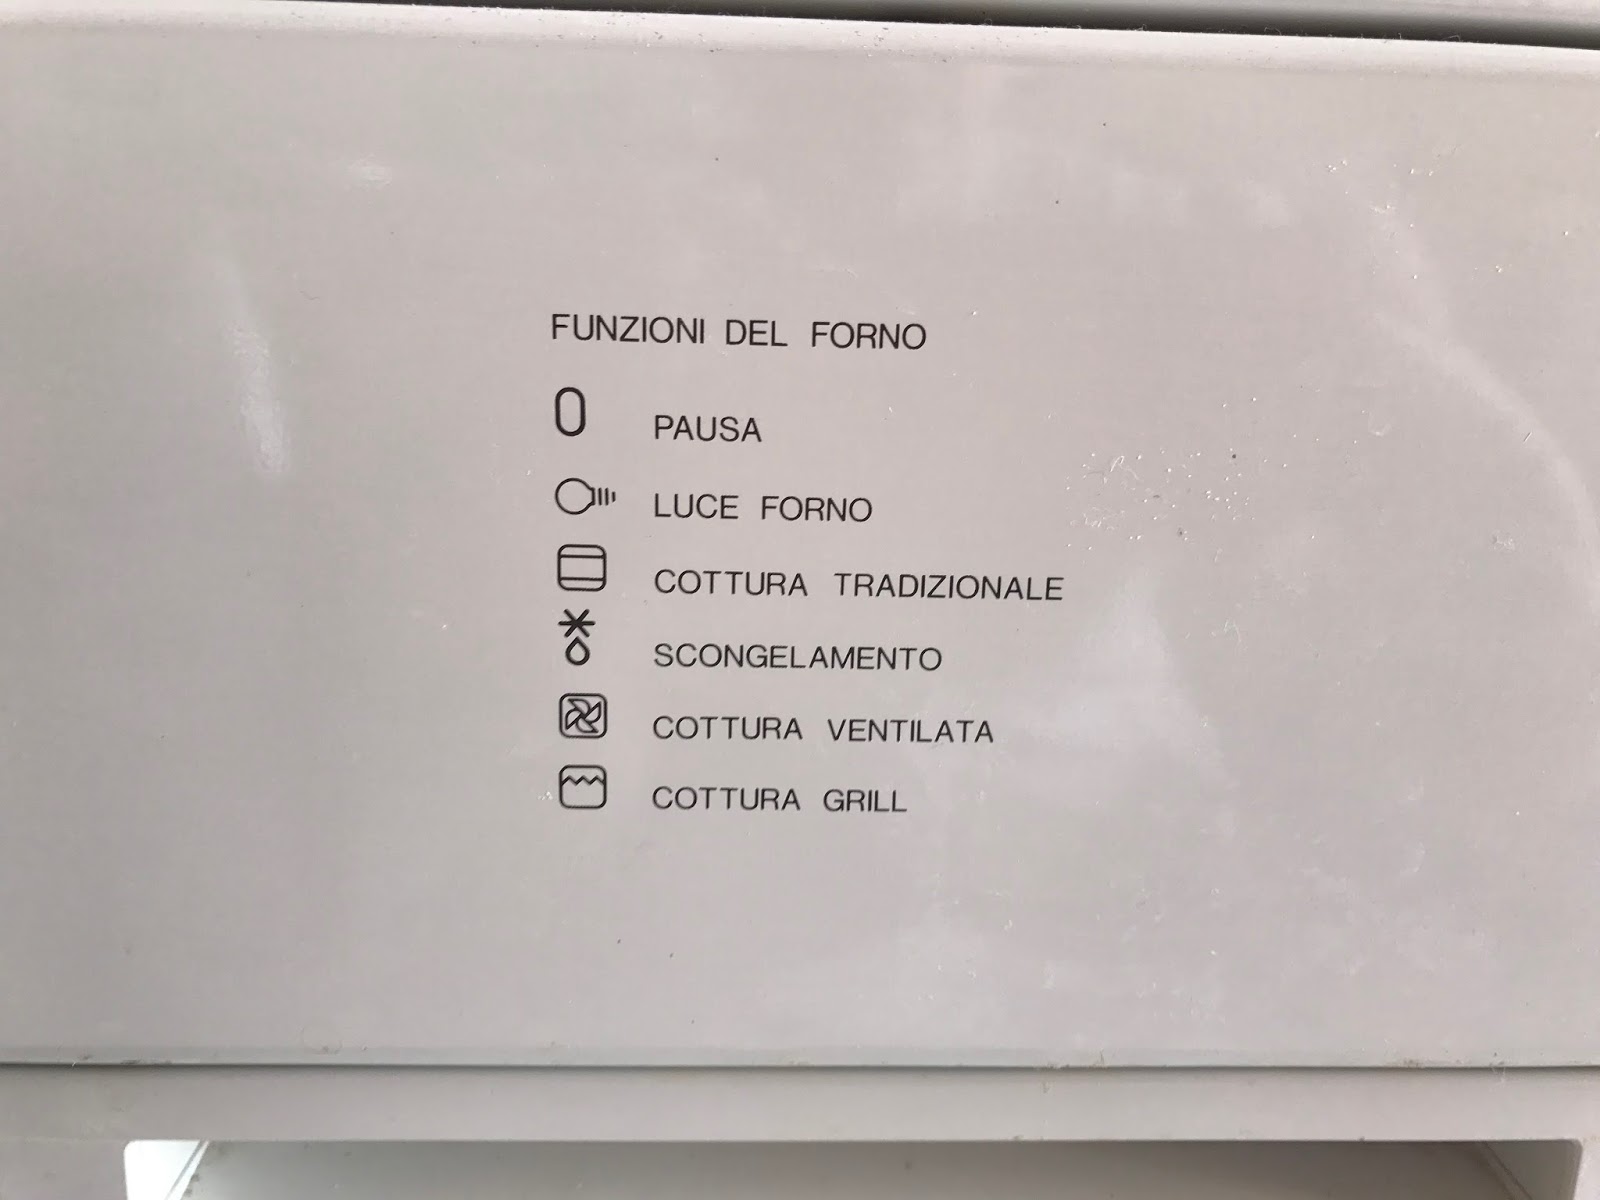 FUNZIONI DEL FORNO
0 PAUSA
LUCE FORNO
COTTURA TRADIZIONALE
SCONGELAMENTO
COTTURA VENTILATA
COTTURA GRILL